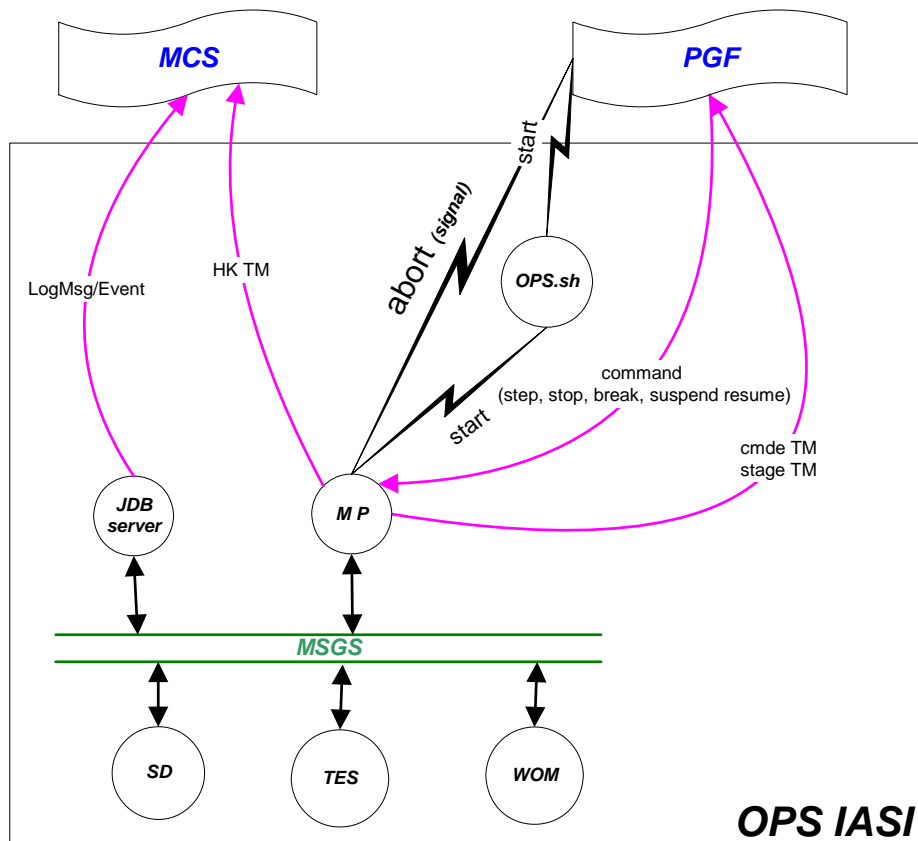 MCS
PGF
start
abort (signal)
OPS.sh
HK TM
LogMsg/Event
command
(step, stop, break, suspend resume)
start
cmde TM
stage TM
JDB
server
M P
MSGS
SD
TES
WOM
OPS IASI